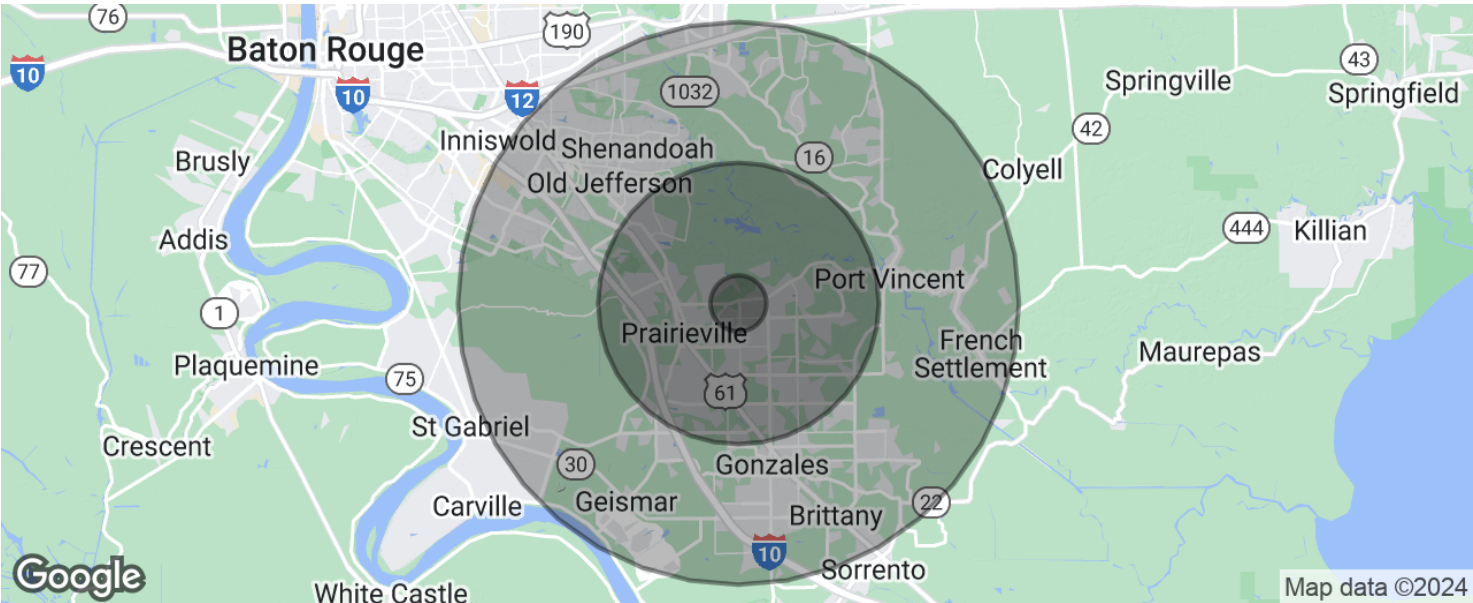 76
190
Baton Rouge
43
10
Springville
Springfield
10
12
1032
42
Inniswold
Shenandoah
16
Brusly
Colyell
Old Jefferson
Addis
444
Killian
77
Port Vincent
1
Prairieville
French
Settlement
Maurepas
Plaquemine
75
61
St Gabriel
Crescent
30
Gonzales
Geismar
Carville
22
Brittany
10
Sorrento
Google
White Castle
Map data ©2024